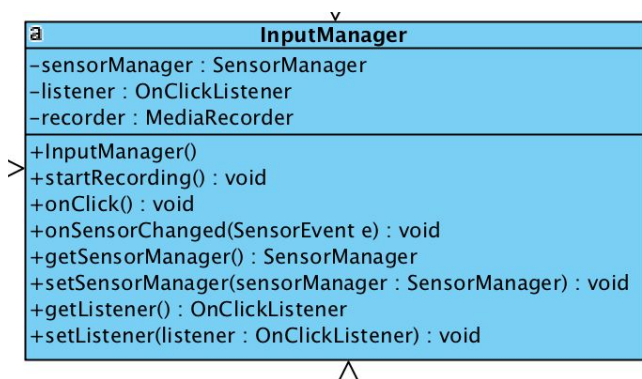 a
InputManager
-sensorManager : SensorManager
-listener : OnClickListener
-recorder : MediaRecorder
+InputManager()
+startRecording() : void
+onClick() : void
+onSensorChanged(SensorEvent e) : void
+getSensorManager() : SensorManager
+setSensorManager(sensorManager : SensorManager) : void
+getListener() : OnClickListener
+setListener(listener : OnClickListener) : void